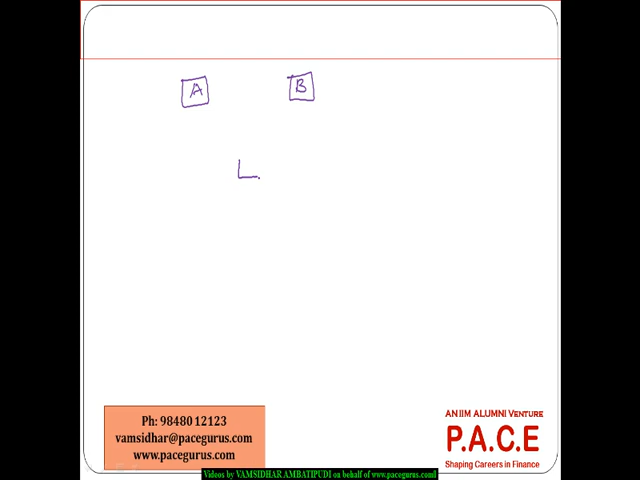 A B
L
Ph: 98480 12123
vamsidhar@pacegurus.com
www.pacegurus.com
AN IIM ALUMNI VENTURE
P.A.C.E
Shaping Careers in Finance
Videos by VAMSIDHAR AMBATIPUDI on behalf of www.pacegurus.com